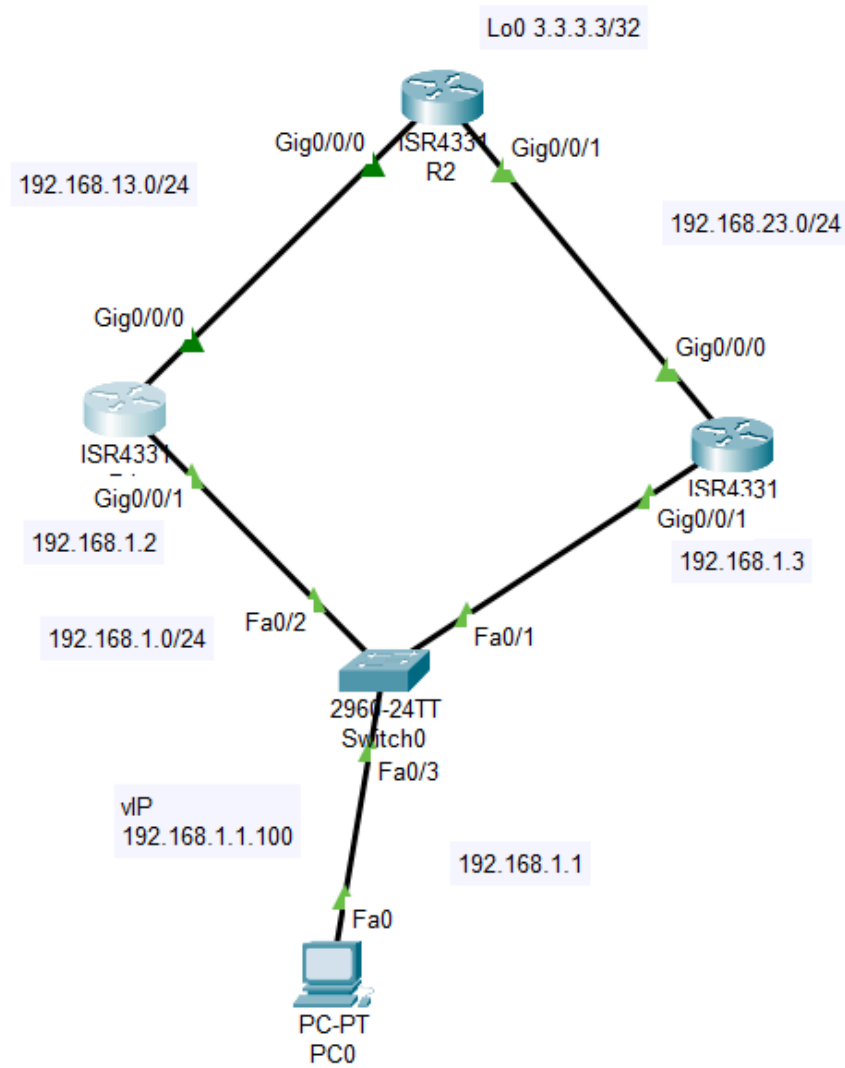 Lo0 3.3.3.3/32
Gig0/0/0
ISR4331
Gig0/0/1
R2
192.168.13.0/24
192.168.23.0/24
Gig0/0/0
Gig0/0/0
ISR4331
Gig0/0/1
192.168.1.2
ISR4331
Gig0/0/1
192.168.1.3
192.168.1.0/24
Fa0/2
Fa0/1
2960-24TT
Switch0
Fa0/3
vIP
192.168.1.1.100
192.168.1.1
Fa0
PC-PT
PC0